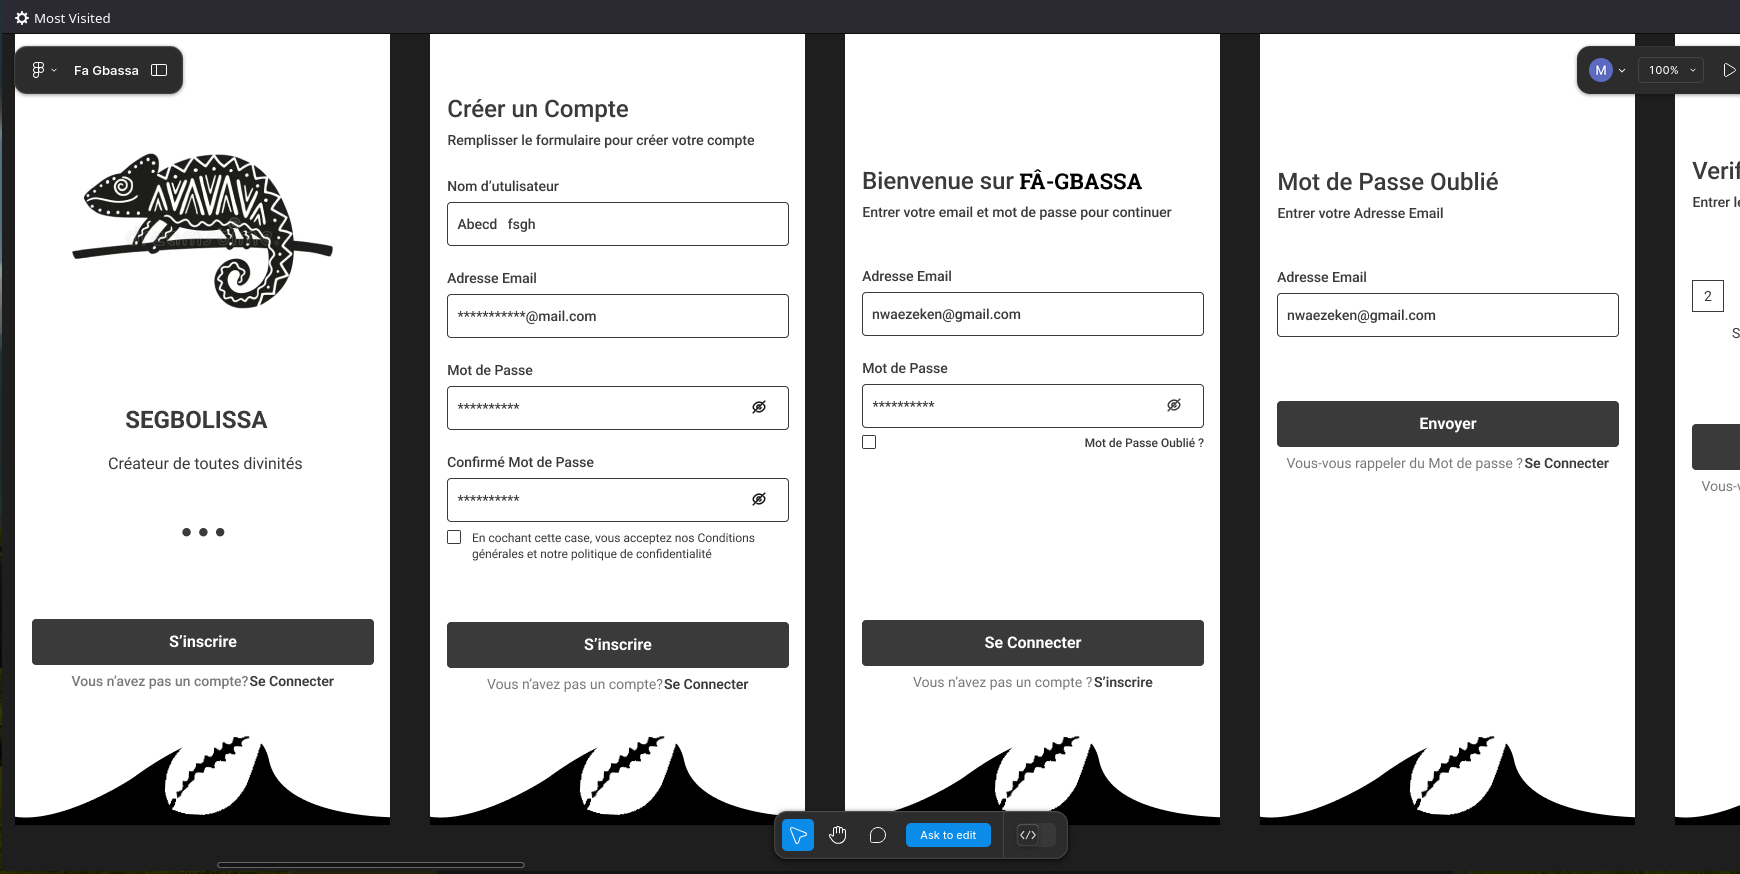 Most Visited
Fa Gbassa
M
100%
SEGBOLISSA
Créateur de toutes divinités
S'inscrire
Vous n'avez pas un compte? Se Connecter
Créer un Compte
Remplisser le formulaire pour créer votre compte
Nom d'utulisateur
Abecd fsgh
Adresse Email
***********@mail.com
Mot de Passe
**********
Confirmé Mot de Passe
**********
En cochant cette case, vous acceptez nos Conditions
générales et notre politique de confidentialité
S'inscrire
Vous n'avez pas un compte? Se Connecter
Bienvenue sur FÂ-GBASSA
Entrer votre email et mot de passe pour continuer
Adresse Email
nwaezeken@gmail.com
Mot de Passe
**********
Mot de Passe Oublié ?
Se Connecter
Vous n'avez pas un compte ? S'inscrire
Mot de Passe Oublié
Entrer votre Adresse Email
Adresse Email
nwaezeken@gmail.com
Envoyer
Vous-vous rappeler du Mot de passe ? Se Connecter
Verif
Entrer le
2
S
Vous-v
Ask to edit